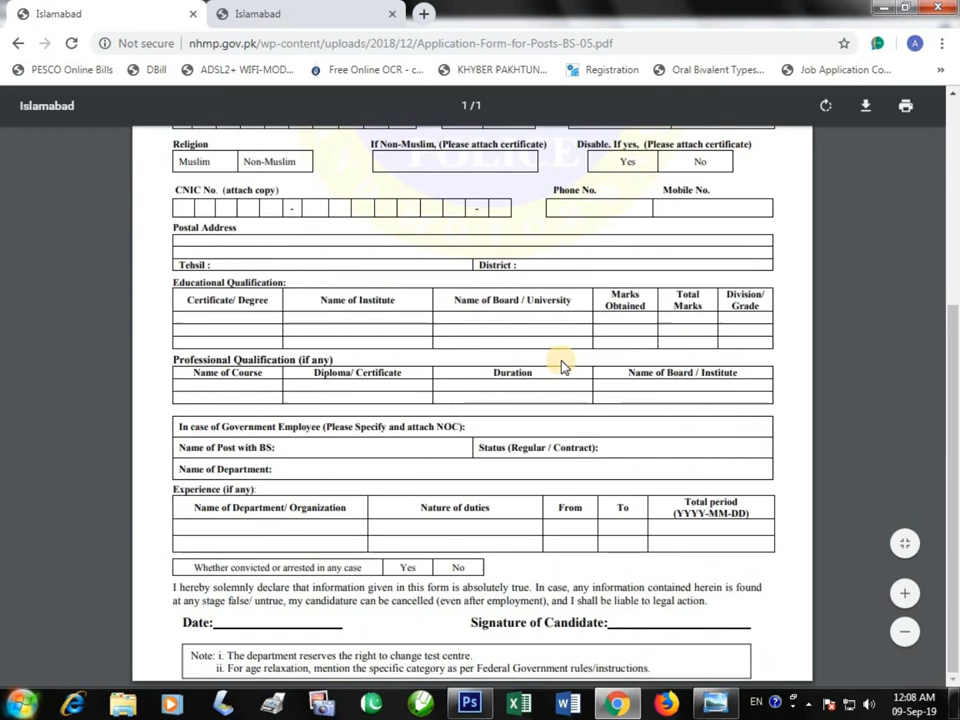 Islamabad
Islamabad
Not secure | nhmp.gov.pk/wp-content/uploads/2018/12/Application-Form-for-Posts-BS-05.pdf
A
PESCO Online Bills
DBill
ADSL2+ WIFI-MOD...
Free Online OCR - c...
KHYBER PAKHTUN...
Registration
Oral Bivalent Types...
Job Application Co...
»
Islamabad
1 / 1
POLICE
Religion
If Non-Muslim, (Please attach certificate)
Disable. If yes, (Please attach certificate)
Muslim
Non-Muslim
Yes
No
CNIC No. (attach copy)
Phone No.
Mobile No.
- -
Postal Address
Tehsil :
District :
Educational Qualification:
Certificate/ Degree
Name of Institute
Name of Board / University
Marks Obtained
Total Marks
Division/ Grade
Professional Qualification (if any)
Name of Course
Diploma/ Certificate
Duration
Name of Board / Institute
In case of Government Employee (Please Specify and attach NOC):
Name of Post with BS:
Status (Regular / Contract):
Name of Department:
Experience (if any):
Name of Department/ Organization
Nature of duties
From
To
Total period (YYYY-MM-DD)
Whether convicted or arrested in any case
Yes
No
I hereby solemnly declare that information given in this form is absolutely true. In case, any information contained herein is found
at any stage false/ untrue, my candidature can be cancelled (even after employment), and I shall be liable to legal action.
Date:
Signature of Candidate:
Note: i. The department reserves the right to change test centre.
ii. For age relaxation, mention the specific category as per Federal Government rules/instructions.
Ps
EN
12:08 AM
09-Sep-19